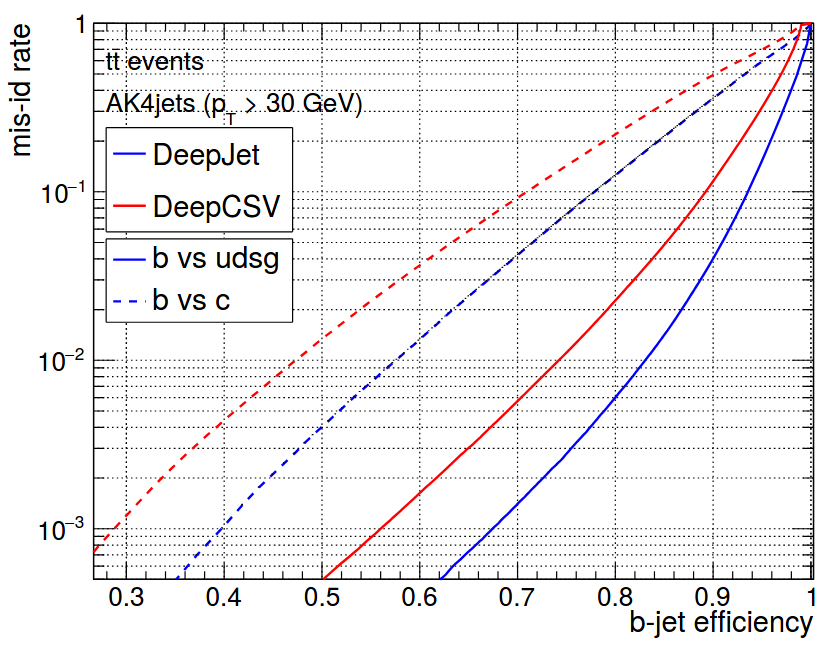 mis-id rate
1
10⁻¹
10⁻²
10⁻³
tt̄ events
AK4jets (p_T > 30 GeV)
DeepJet
DeepCSV
b vs udsg
b vs c
0.3 0.4 0.5 0.6 0.7 0.8 0.9 1
b-jet efficiency